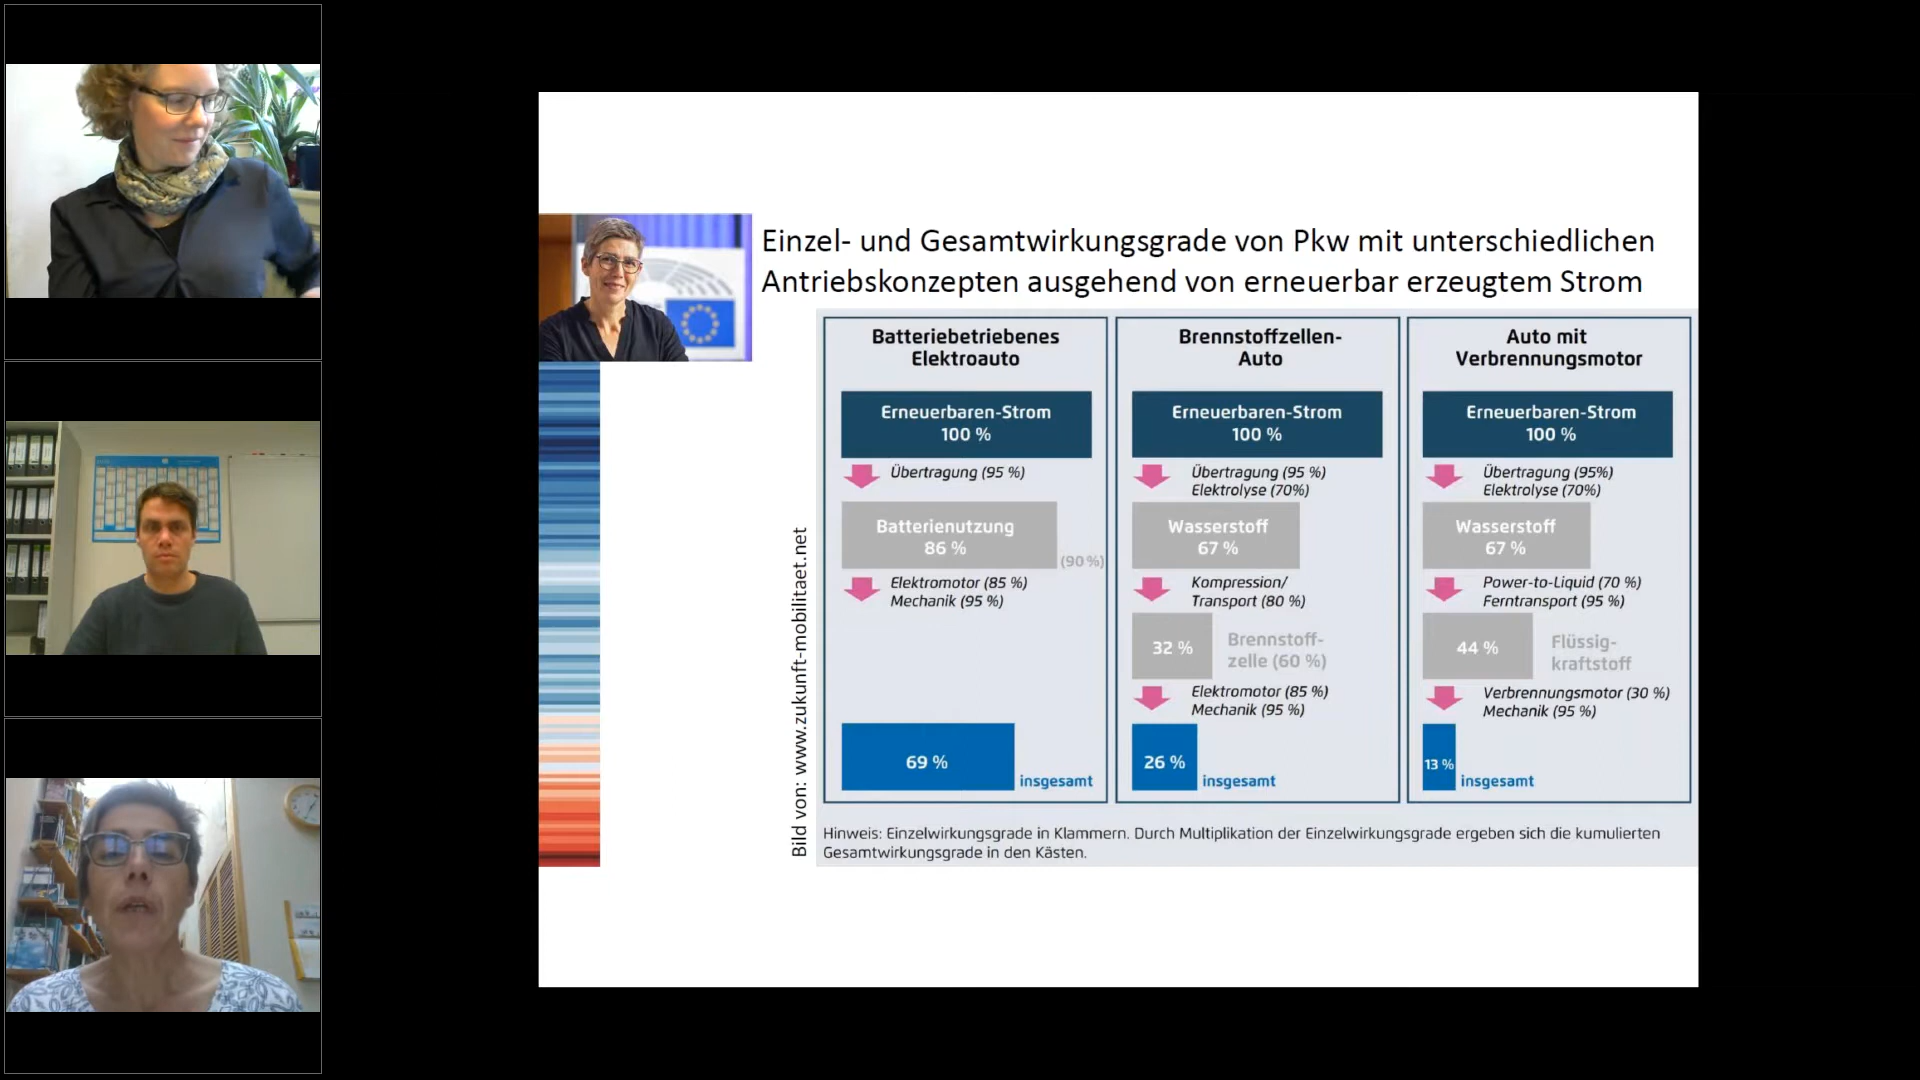 Einzel- und Gesamtwirkungsgrade von Pkw mit unterschiedlichen
Antriebskonzepten ausgehend von erneuerbar erzeugtem Strom
Bild von: www.zukunft-mobilitaet.net
Batteriebetriebenes
Elektroauto
Erneuerbaren-Strom
100 %
Übertragung (95 %)
Batterienutzung
86 %
(90 %)
Elektromotor (85 %)
Mechanik (95 %)
69 %
insgesamt
Brennstoffzellen-
Auto
Erneuerbaren-Strom
100 %
Übertragung (95 %)
Elektrolyse (70%)
Wasserstoff
67 %
Kompression/
Transport (80 %)
32 %
Brennstoff-
zelle (60 %)
Elektromotor (85 %)
Mechanik (95 %)
26 %
insgesamt
Auto mit
Verbrennungsmotor
Erneuerbaren-Strom
100 %
Übertragung (95%)
Elektrolyse (70%)
Wasserstoff
67 %
Power-to-Liquid (70 %)
Ferntransport (95 %)
44 %
Flüssig-
kraftstoff
Verbrennungsmotor (30 %)
Mechanik (95 %)
13 %
insgesamt
Hinweis: Einzelwirkungsgrade in Klammern. Durch Multiplikation der Einzelwirkungsgrade ergeben sich die kumulierten
Gesamtwirkungsgrade in den Kästen.